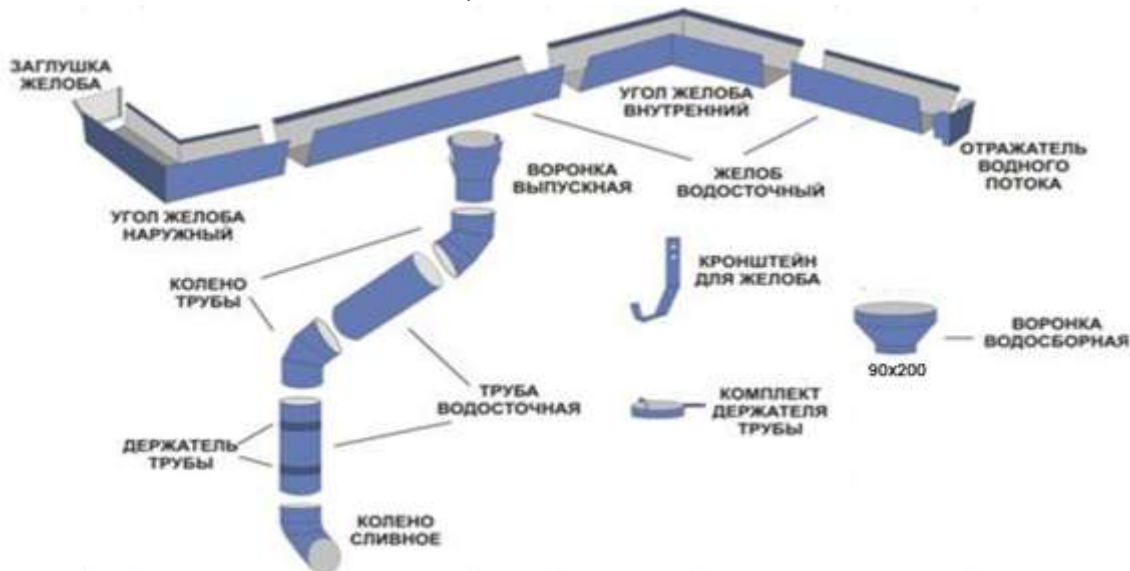 ЗАГЛУШКА
ЖЕЛОБА
УГОЛ ЖЕЛОБА
ВНУТРЕННИЙ
ОТРАЖАТЕЛЬ
ВОДНОГО
ПОТОКА
ВОРОНКА
ВЫПУСКНАЯ
ЖЕЛОБ
ВОДОСТОЧНЫЙ
УГОЛ ЖЕЛОБА
НАРУЖНЫЙ
КОЛЕНО
ТРУБЫ
КРОНШТЕЙН
ДЛЯ ЖЕЛОБА
ВОРОНКА
ВОДОСБОРНАЯ
90x200
ТРУБА
ВОДОСТОЧНАЯ
КОМПЛЕКТ
ДЕРЖАТЕЛЯ
ТРУБЫ
ДЕРЖАТЕЛЬ
ТРУБЫ
КОЛЕНО
СЛИВНОЕ